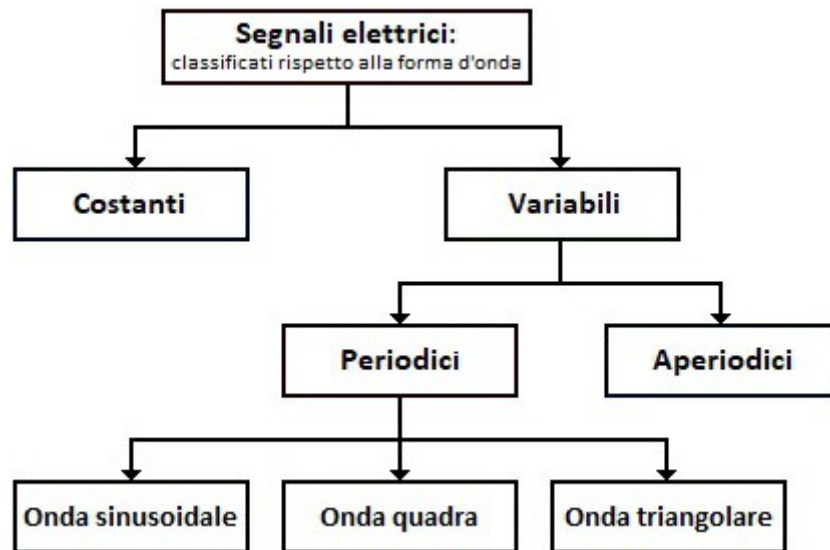 Segnali elettrici:
classificati rispetto alla forma d'onda
Costanti
Variabili
Periodici
Aperiodici
Onda sinusoidale
Onda quadra
Onda triangolare